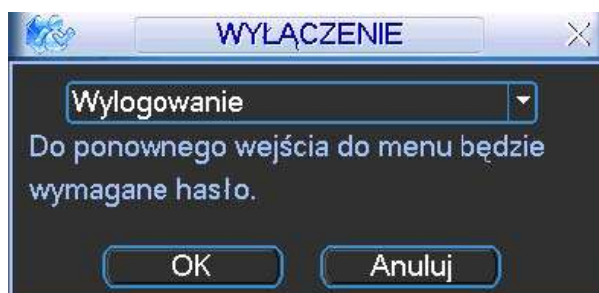 WYŁĄCZENIE
Wylogowanie
Do ponownego wejścia do menu będzie
wymagane hasło.
OK Anuluj